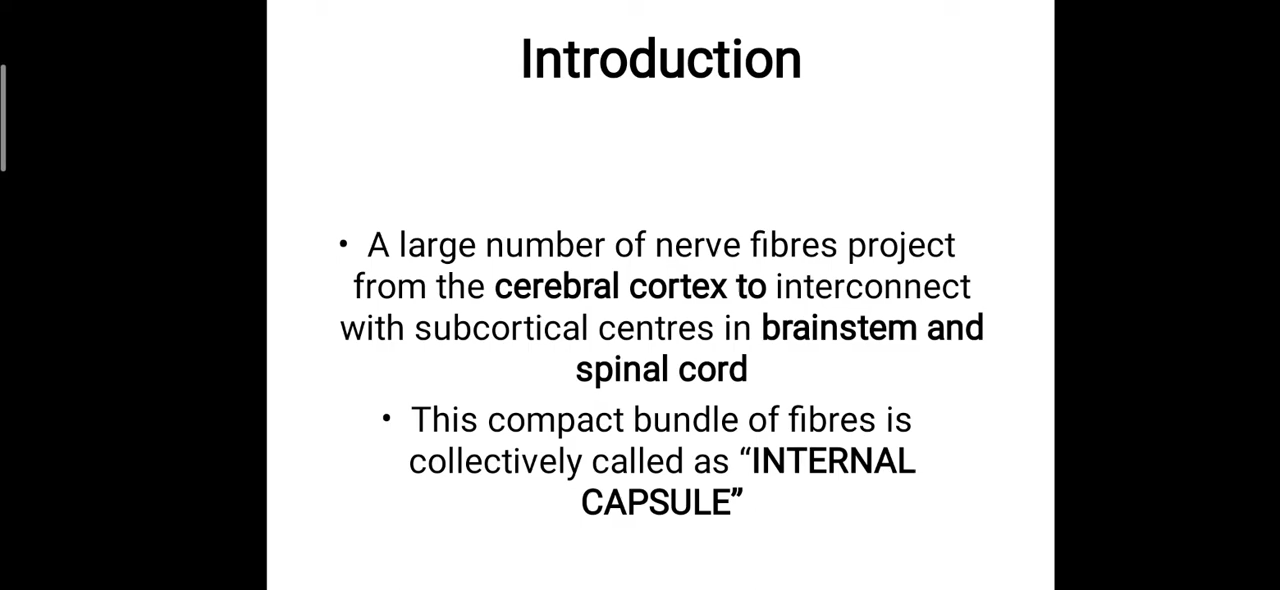 Introduction
• A large number of nerve fibres project
from the cerebral cortex to interconnect
with subcortical centres in brainstem and
spinal cord
• This compact bundle of fibres is
collectively called as “INTERNAL
CAPSULE”